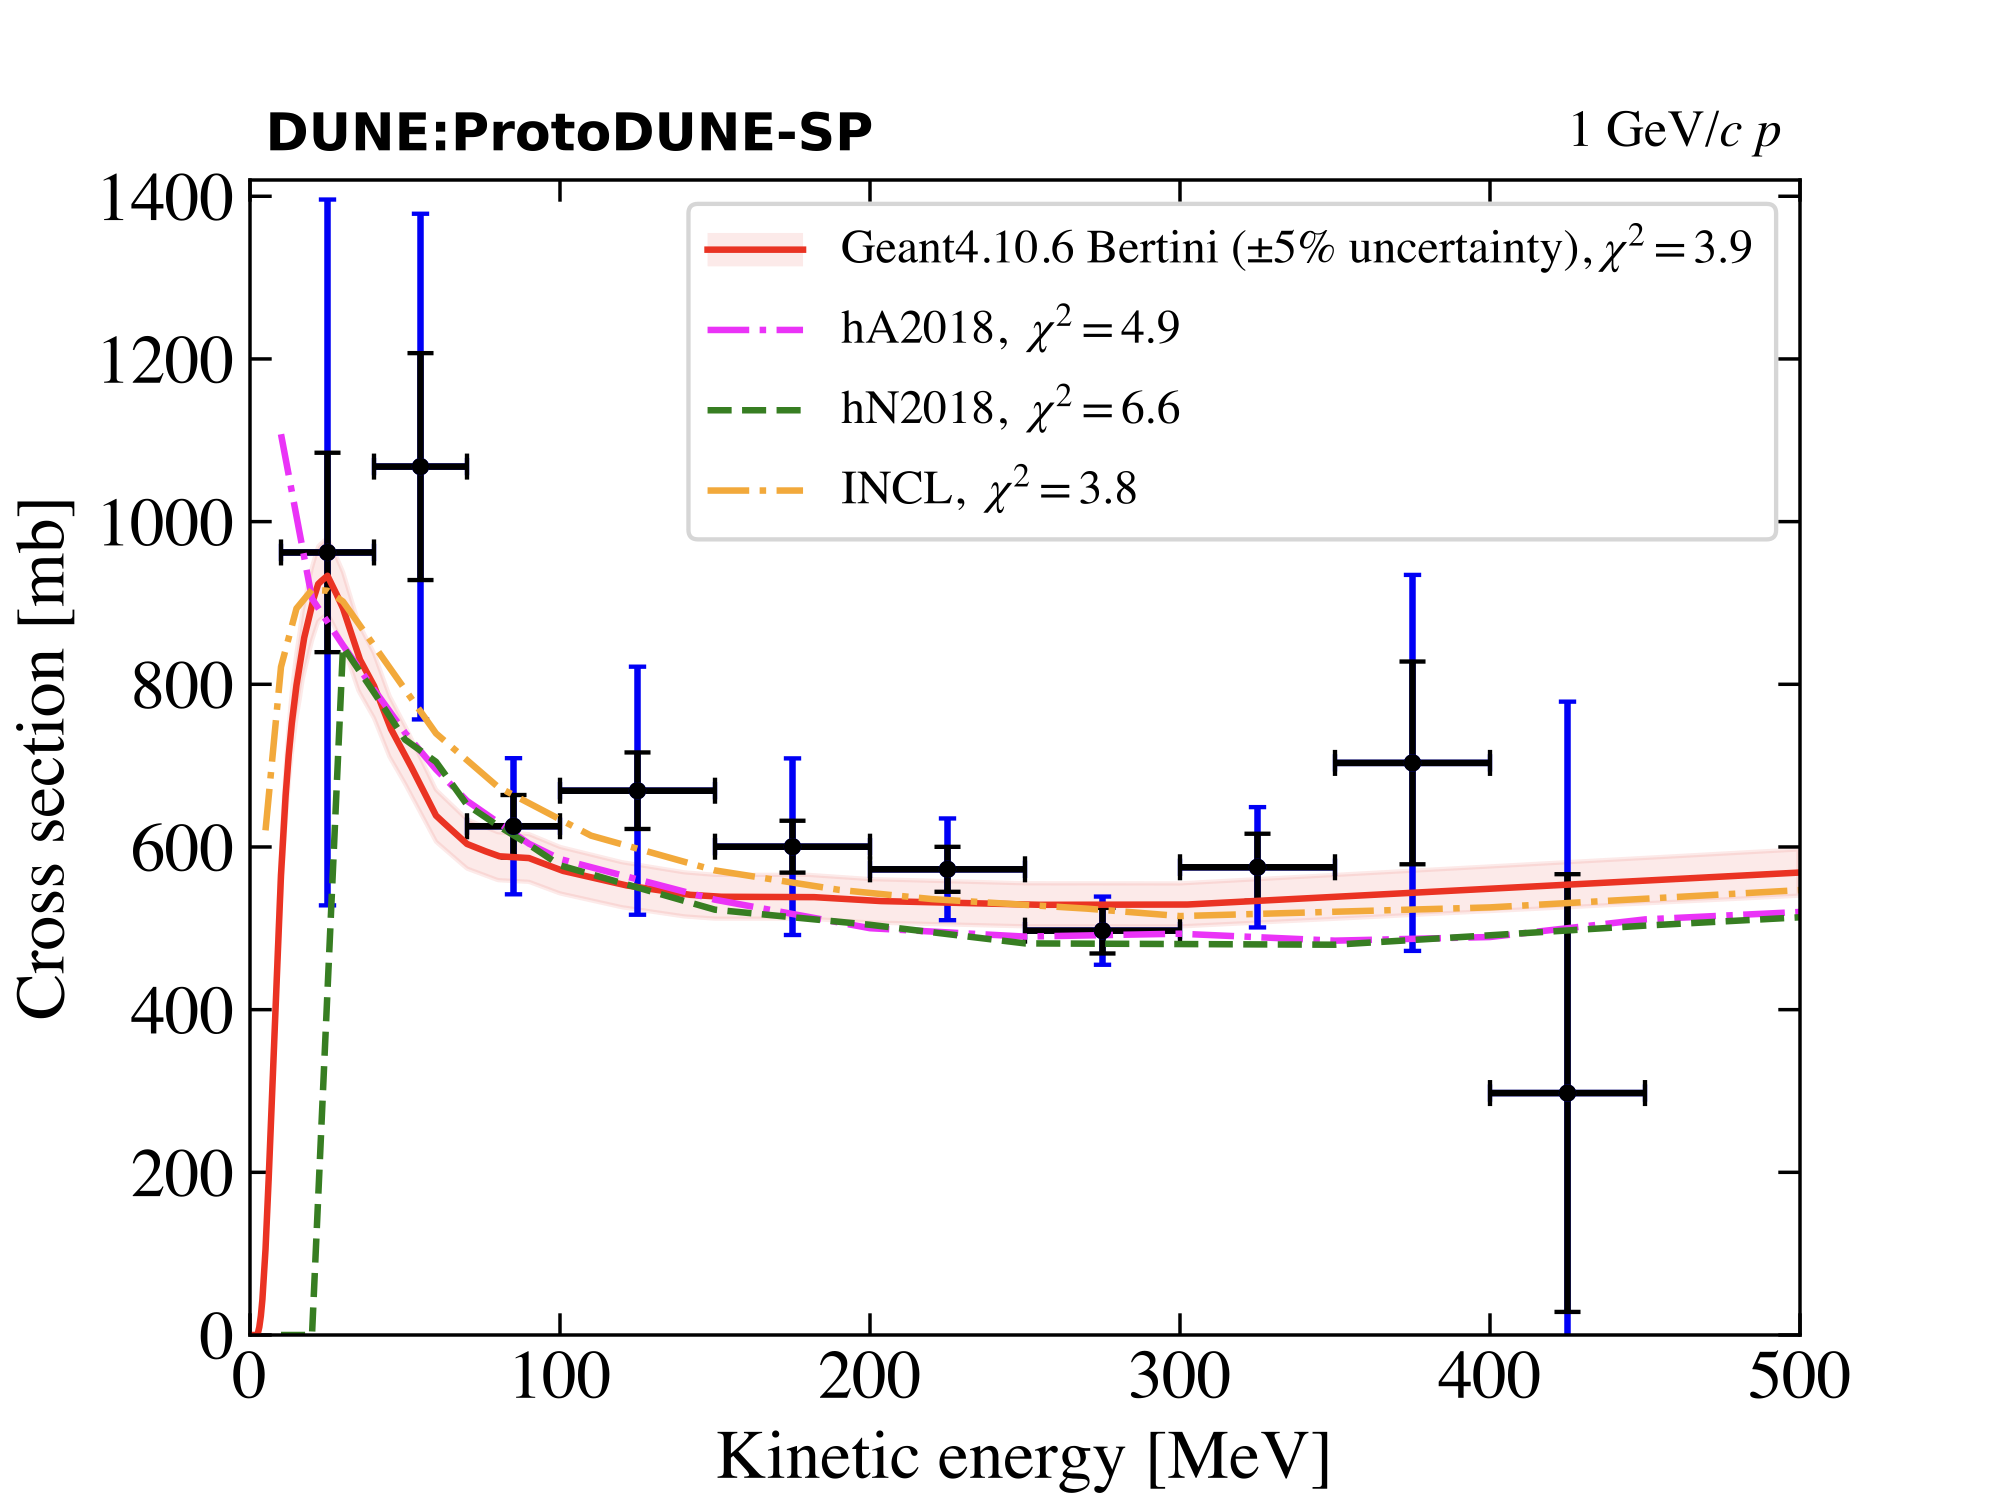 DUNE:ProtoDUNE-SP
1 GeV/c p
1400
1200
1000
800
600
400
200
0
Cross section [mb]
Geant4.10.6 Bertini (±5% uncertainty), χ² = 3.9
hA2018, χ² = 4.9
hN2018, χ² = 6.6
INCL, χ² = 3.8
0 100 200 300 400 500
Kinetic energy [MeV]